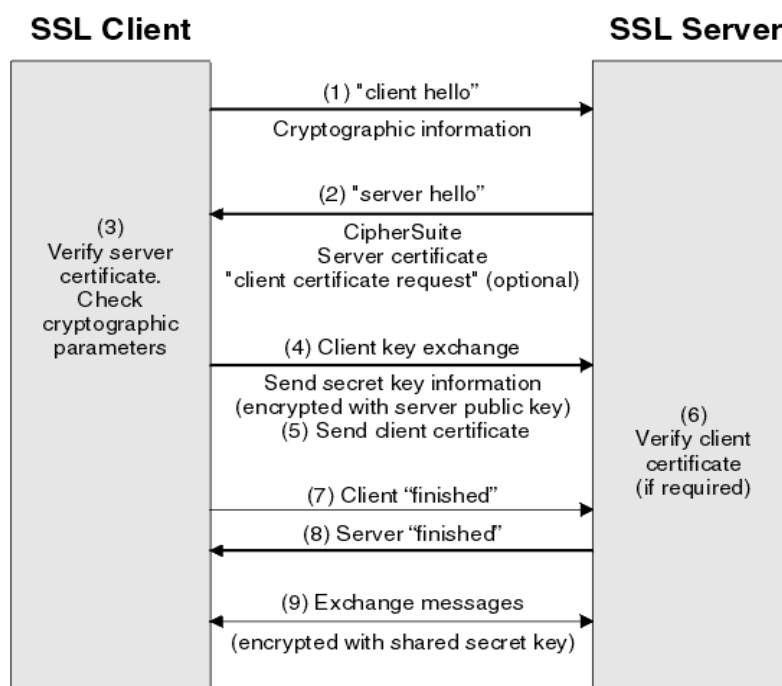 SSL Client
SSL Server
(1) "client hello”
Cryptographic information
(2) "server hello”
CipherSuite
Server certificate
"client certificate request" (optional)
(3)
Verify server
certificate.
Check
cryptographic
parameters
(4) Client key exchange
Send secret key information
(encrypted with server public key)
(5) Send client certificate
(6)
Verify client
certificate
(if required)
(7) Client “finished”
(8) Server “finished”
(9) Exchange messages
(encrypted with shared secret key)